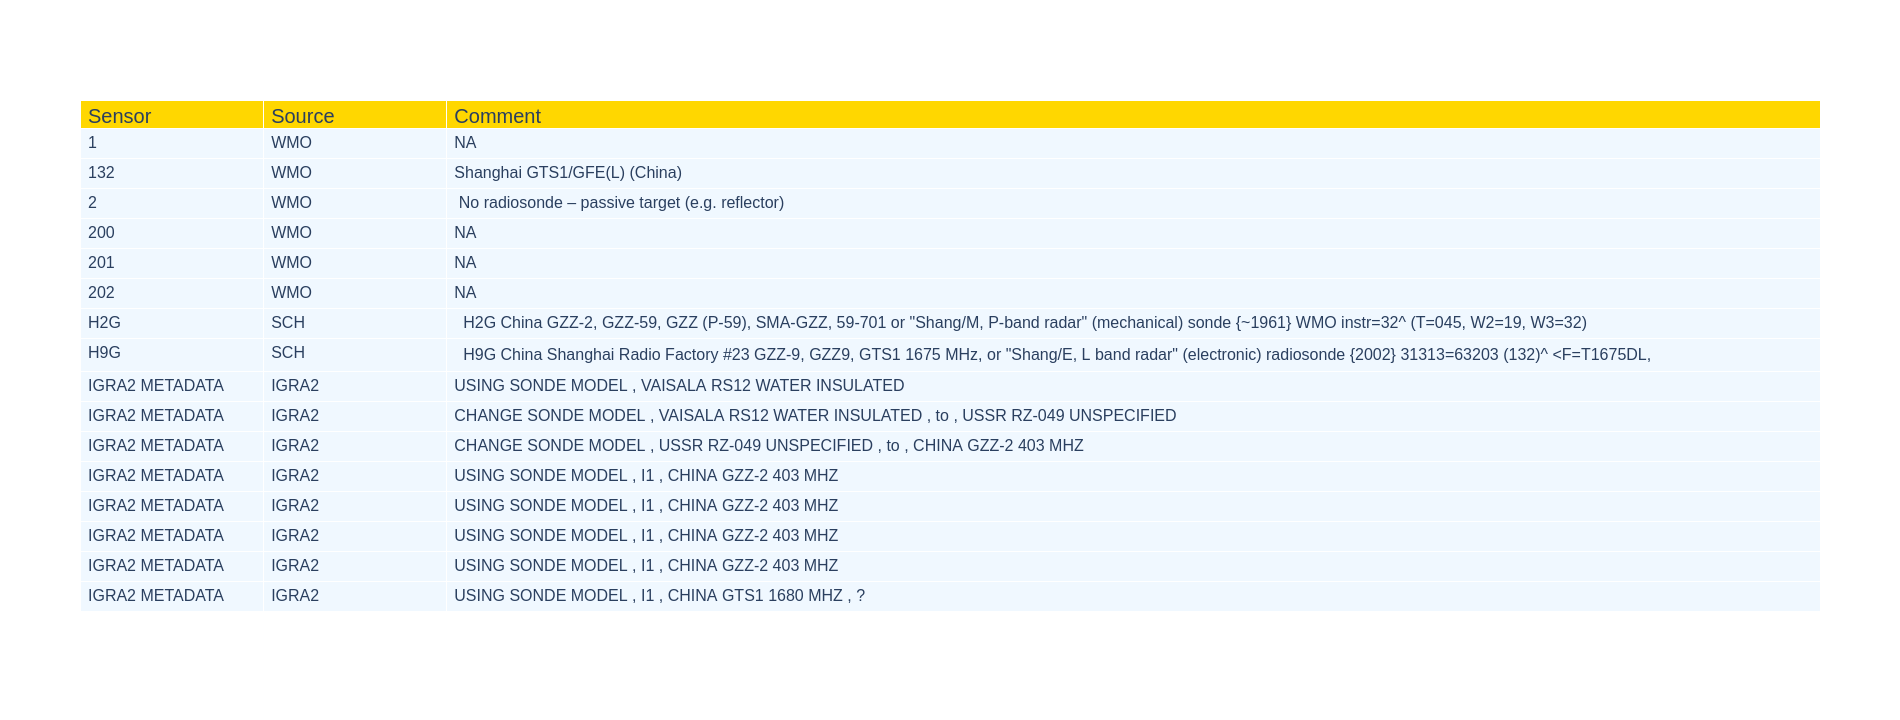 Sensor Source Comment
1 WMO NA
132 WMO Shanghai GTS1/GFE(L) (China)
2 WMO No radiosonde – passive target (e.g. reflector)
200 WMO NA
201 WMO NA
202 WMO NA
H2G SCH H2G China GZZ-2, GZZ-59, GZZ (P-59), SMA-GZZ, 59-701 or "Shang/M, P-band radar" (mechanical) sonde {~1961} WMO instr=32^ (T=045, W2=19, W3=32)
H9G SCH H9G China Shanghai Radio Factory #23 GZZ-9, GZZ9, GTS1 1675 MHz, or "Shang/E, L band radar" (electronic) radiosonde {2002} 31313=63203 (132)^ <F=T1675DL,
IGRA2 METADATA IGRA2 USING SONDE MODEL , VAISALA RS12 WATER INSULATED
IGRA2 METADATA IGRA2 CHANGE SONDE MODEL , VAISALA RS12 WATER INSULATED , to , USSR RZ-049 UNSPECIFIED
IGRA2 METADATA IGRA2 CHANGE SONDE MODEL , USSR RZ-049 UNSPECIFIED , to , CHINA GZZ-2 403 MHZ
IGRA2 METADATA IGRA2 USING SONDE MODEL , I1 , CHINA GZZ-2 403 MHZ
IGRA2 METADATA IGRA2 USING SONDE MODEL , I1 , CHINA GZZ-2 403 MHZ
IGRA2 METADATA IGRA2 USING SONDE MODEL , I1 , CHINA GZZ-2 403 MHZ
IGRA2 METADATA IGRA2 USING SONDE MODEL , I1 , CHINA GZZ-2 403 MHZ
IGRA2 METADATA IGRA2 USING SONDE MODEL , I1 , CHINA GTS1 1680 MHZ , ?